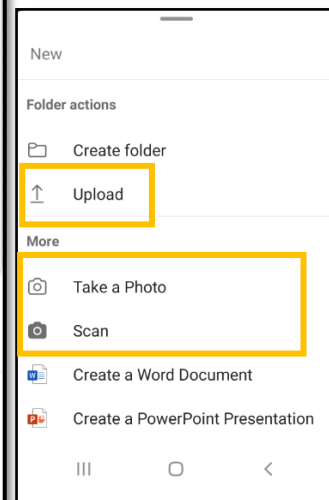 New
Folder actions
Create folder
Upload
More
Take a Photo
Scan
Create a Word Document
Create a PowerPoint Presentation